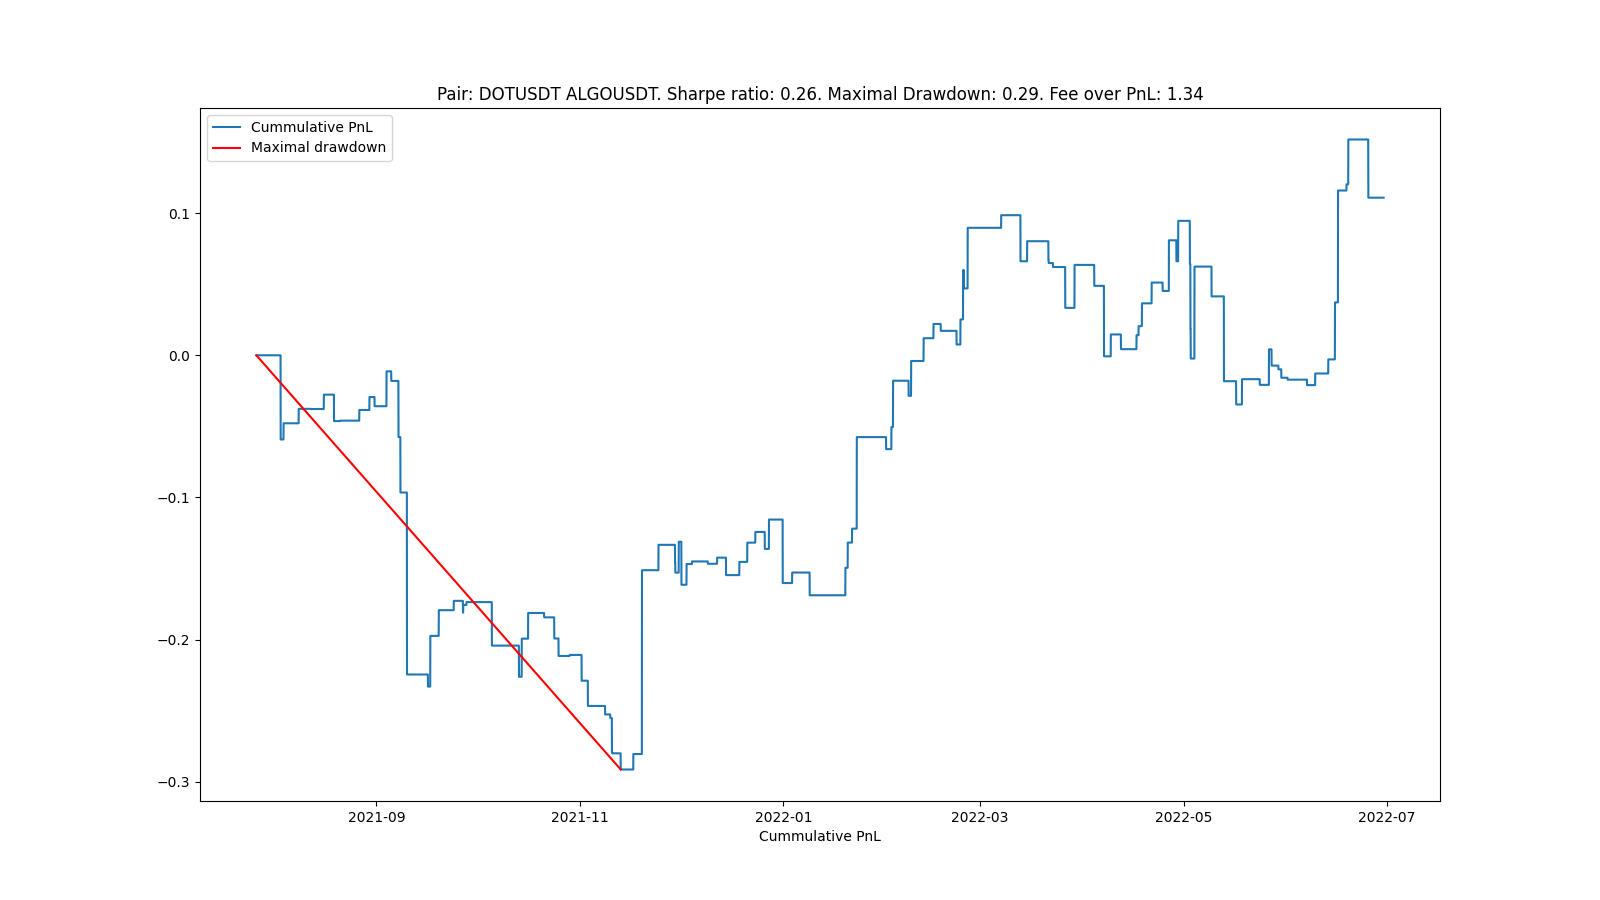 Pair: DOTUSDT ALGOUSDT. Sharpe ratio: 0.26. Maximal Drawdown: 0.29. Fee over PnL: 1.34
Cummulative PnL
Maximal drawdown
0.1
0.0
−0.1
−0.2
−0.3
2021-09
2021-11
2022-01
2022-03
2022-05
2022-07
Cummulative PnL